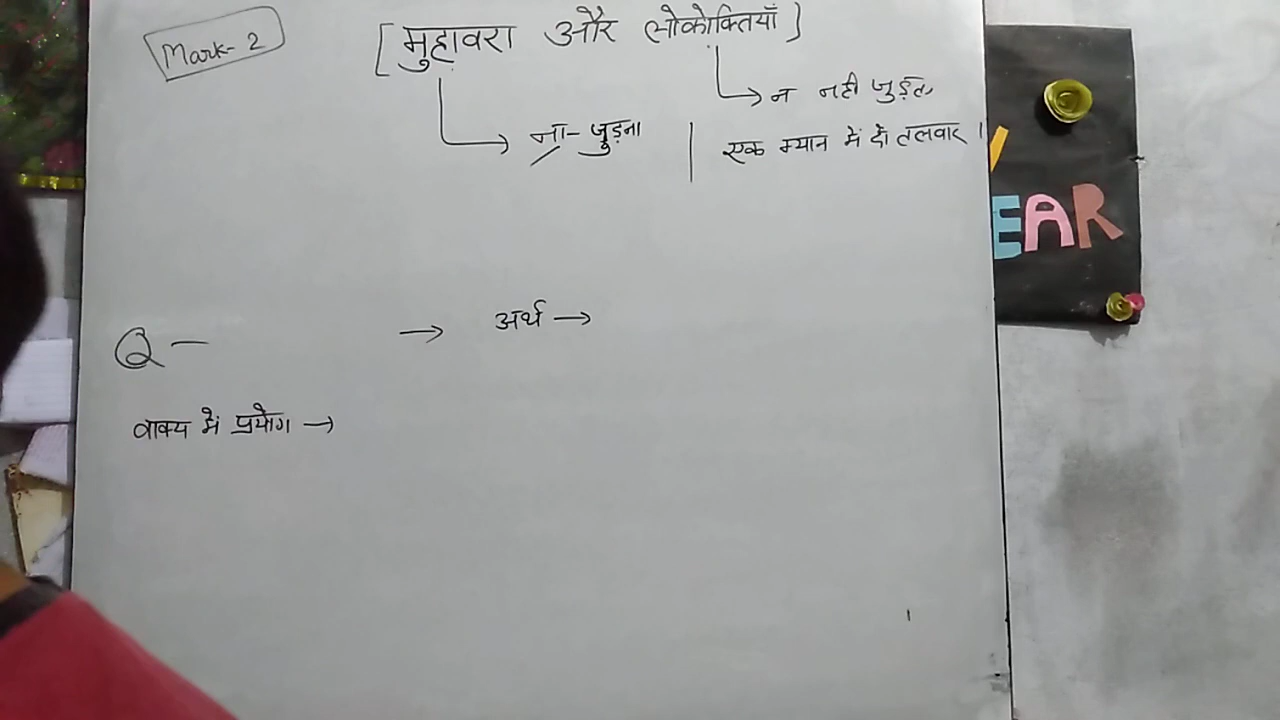 Mark- 2
[मुहावरा और लोकोक्तियाँ]
न नही जुड़ता
ना- जुड़ना
एक म्यान में दो तलवार ।
EAR
Q - → अर्थ →
वाक्य में प्रयोग →